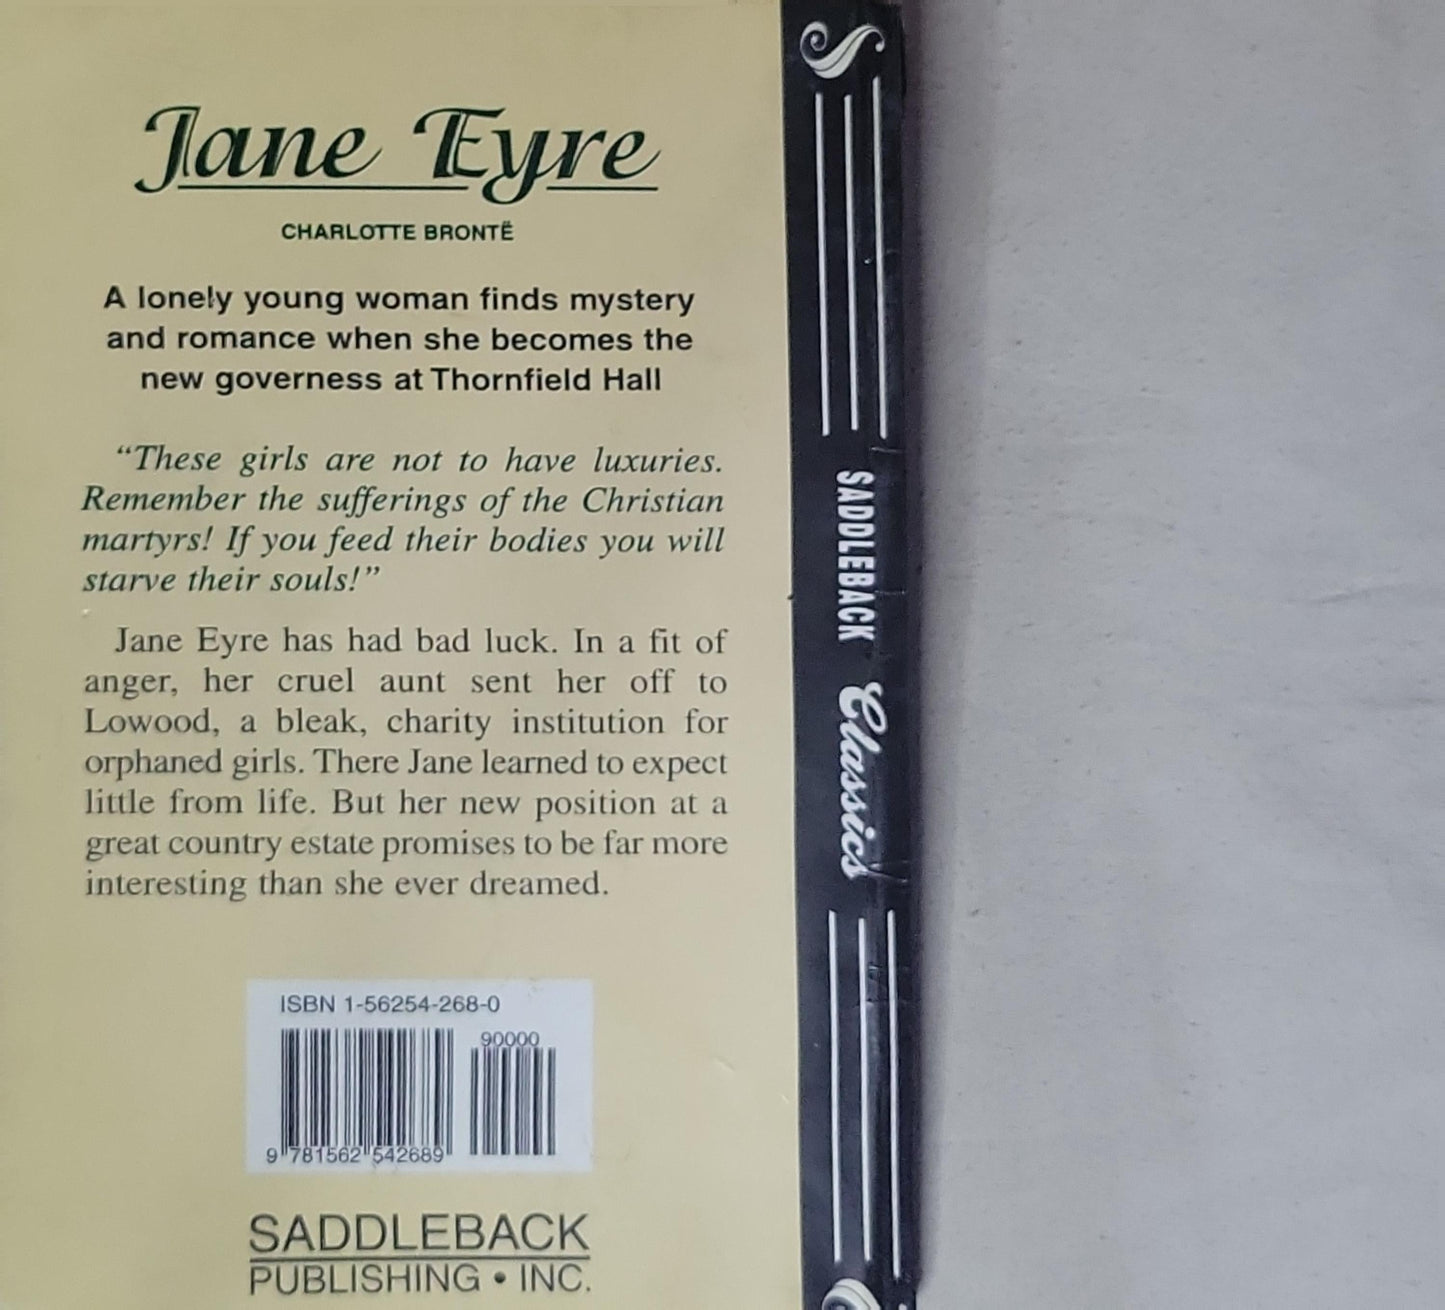 Jane Eyre
CHARLOTTE BRONTË
A lonely young woman finds mystery
and romance when she becomes the
new governess at Thornfield Hall
“These girls are not to have luxuries.
Remember the sufferings of the Christian
martyrs! If you feed their bodies you will
starve their souls!”
Jane Eyre has had bad luck. In a fit of
anger, her cruel aunt sent her off to
Lowood, a bleak, charity institution for
orphaned girls. There Jane learned to expect
little from life. But her new position at a
great country estate promises to be far more
interesting than she ever dreamed.
ISBN 1-56254-268-0
90000
9 781562 542689
SADDLEBACK
PUBLISHING • INC.
SADDLEBACK Classics